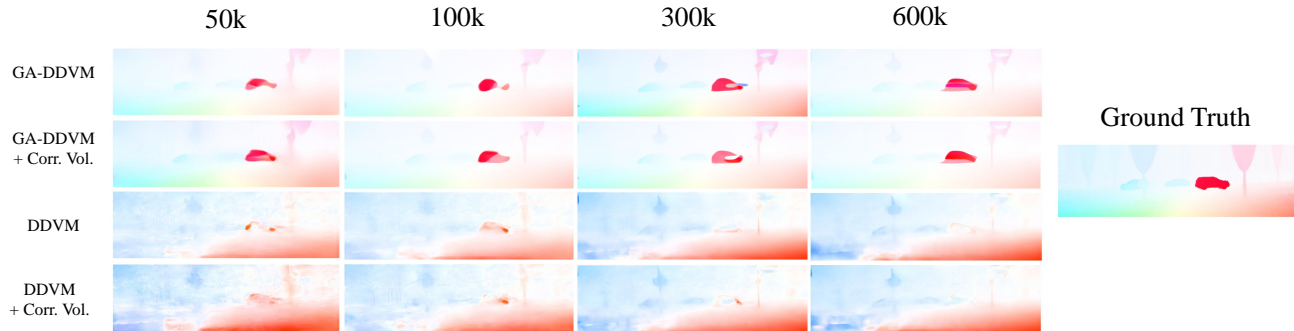 50k 100k 300k 600k
GA-DDVM
GA-DDVM
+ Corr. Vol.
DDVM
DDVM
+ Corr. Vol.
Ground Truth